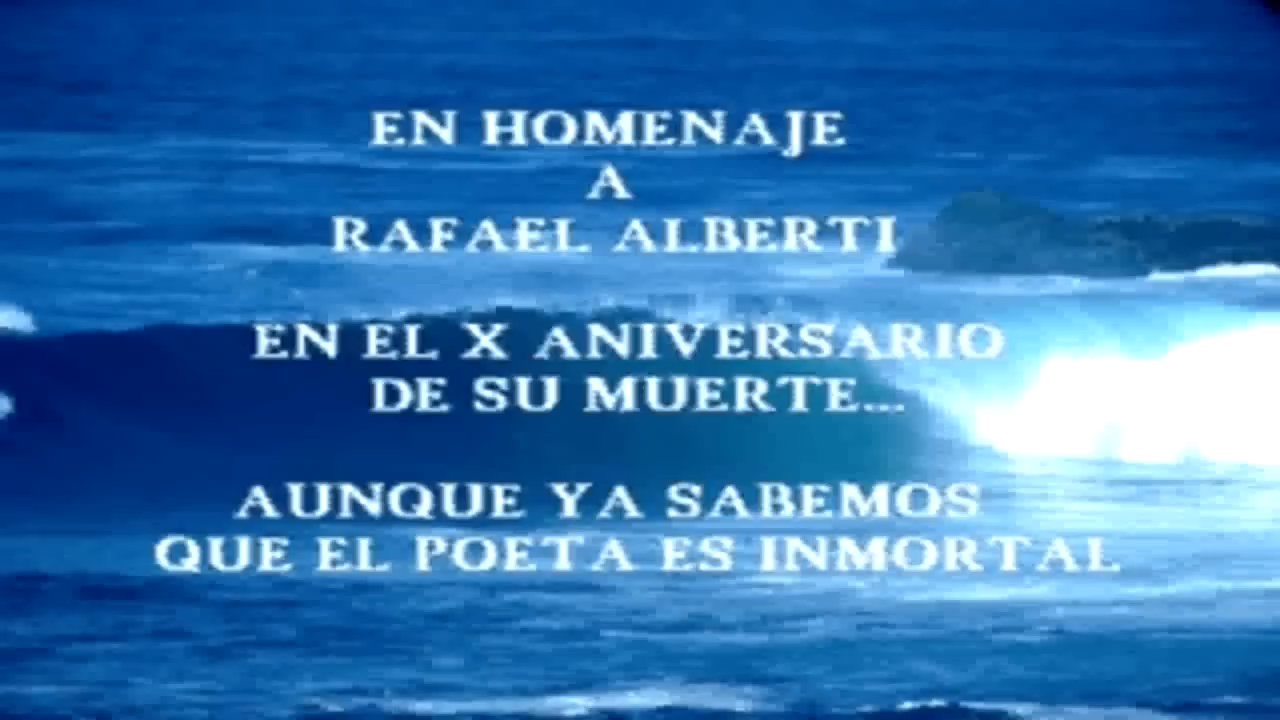 EN HOMENAJE
A
RAFAEL ALBERTI
EN EL X ANIVERSARIO
DE SU MUERTE...
AUNQUE YA SABEMOS
QUE EL POETA ES INMORTAL